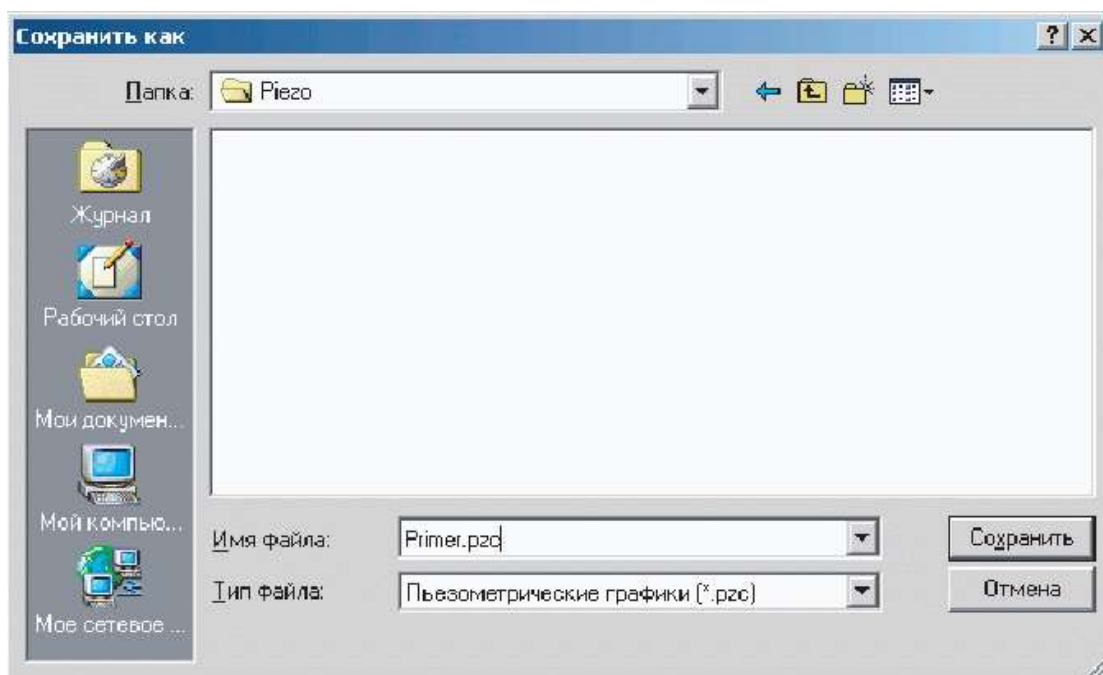 Сохранить как
Папка: Piezo
Журнал
Рабочий стол
Мои докумен...
Мой компью...
Мое сетевое ...
Имя файла: Primer.pzc
Сохранить
Тип файла: Пьезометрические графики (*.pzc)
Отмена